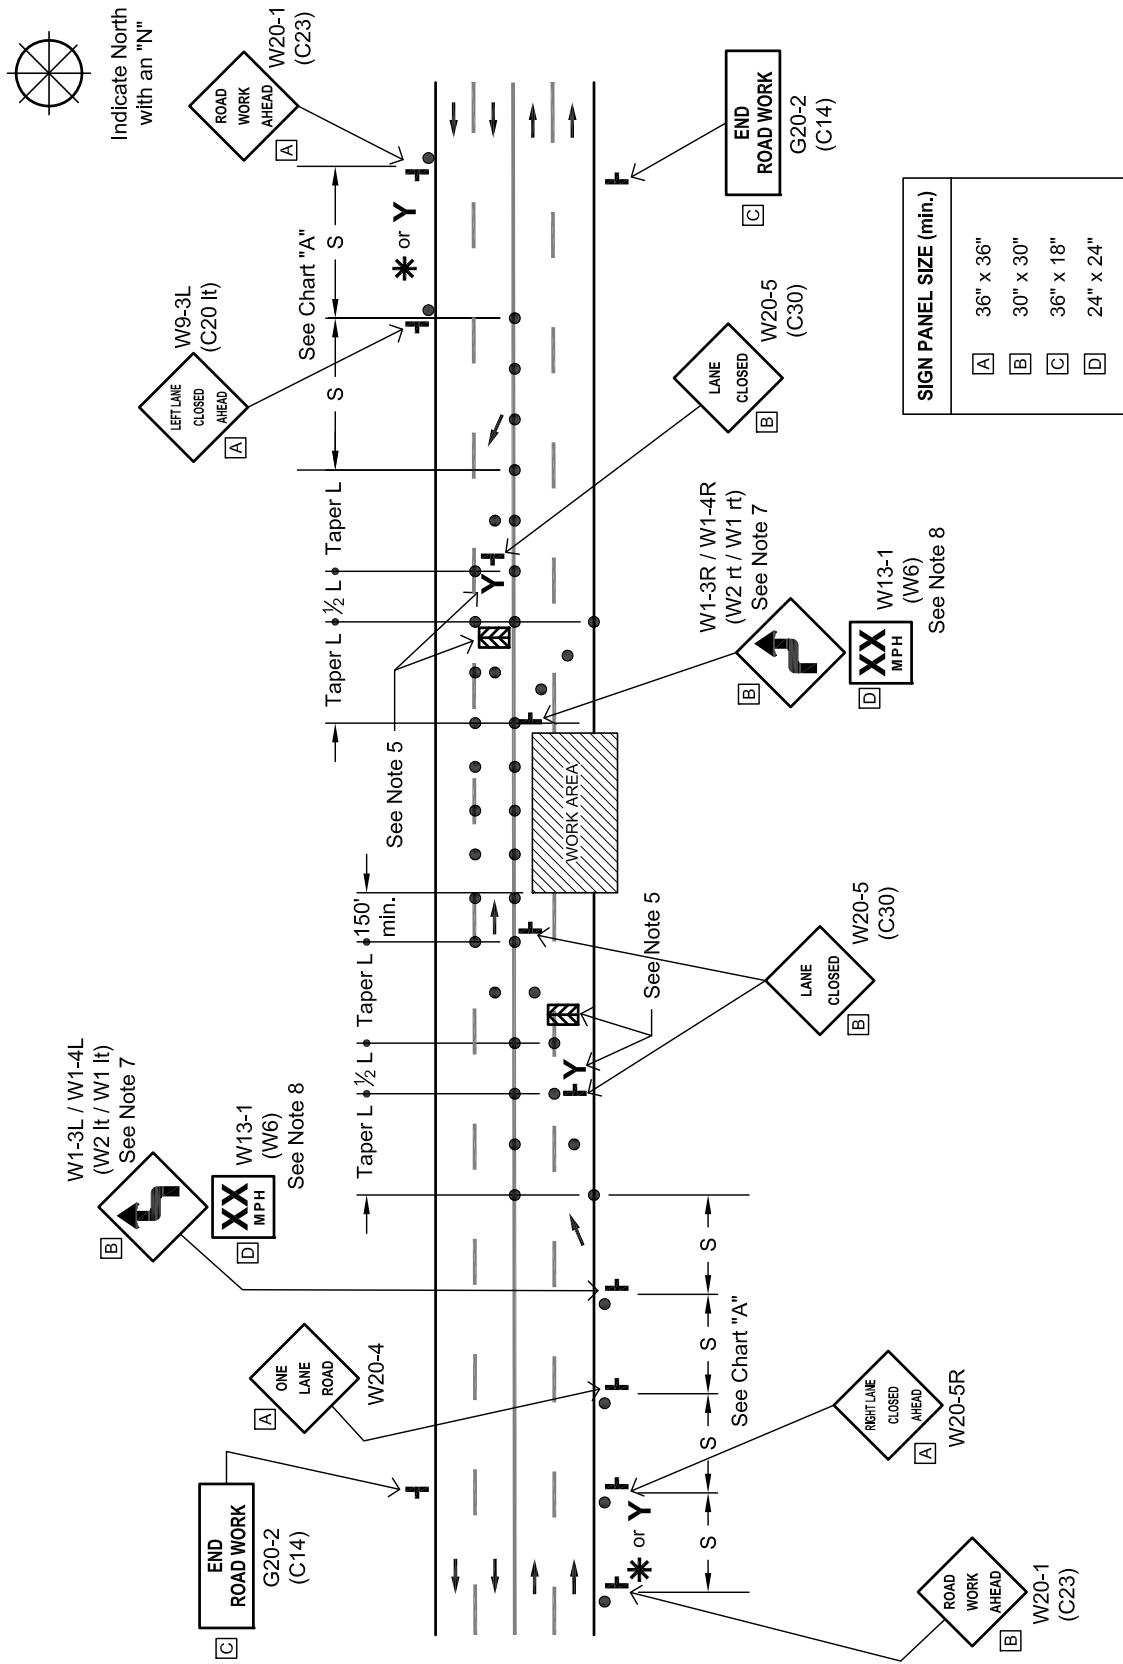 Indicate North
with an "N"
ROAD
WORK
AHEAD
A
W20-1
(C23)
LEFT LANE
CLOSED
AHEAD
A
W9-3L
(C20 lt)
See Chart "A"
S
S
✱ or Y
END
ROAD WORK
C
G20-2
(C14)
LANE
CLOSED
B
W20-5
(C30)
Taper L
½ L
Taper L
Y
See Note 5
W1-3R / W1-4R
(W2 rt / W1 rt)
See Note 7
B
XX
MPH
D
W13-1
(W6)
See Note 8
WORK AREA
150'
min.
Taper L
½ L
Taper L
Y
See Note 5
LANE
CLOSED
B
W20-5
(C30)
W1-3L / W1-4L
(W2 lt / W1 lt)
See Note 7
B
XX
MPH
D
W13-1
(W6)
See Note 8
ONE
LANE
ROAD
A
W20-4
END
ROAD WORK
C
G20-2
(C14)
S
S
S
S
See Chart "A"
✱ or Y
RIGHT LANE
CLOSED
AHEAD
A
W20-5R
ROAD
WORK
AHEAD
B
W20-1
(C23)
SIGN PANEL SIZE (min.)
A 36" x 36"
B 30" x 30"
C 36" x 18"
D 24" x 24"